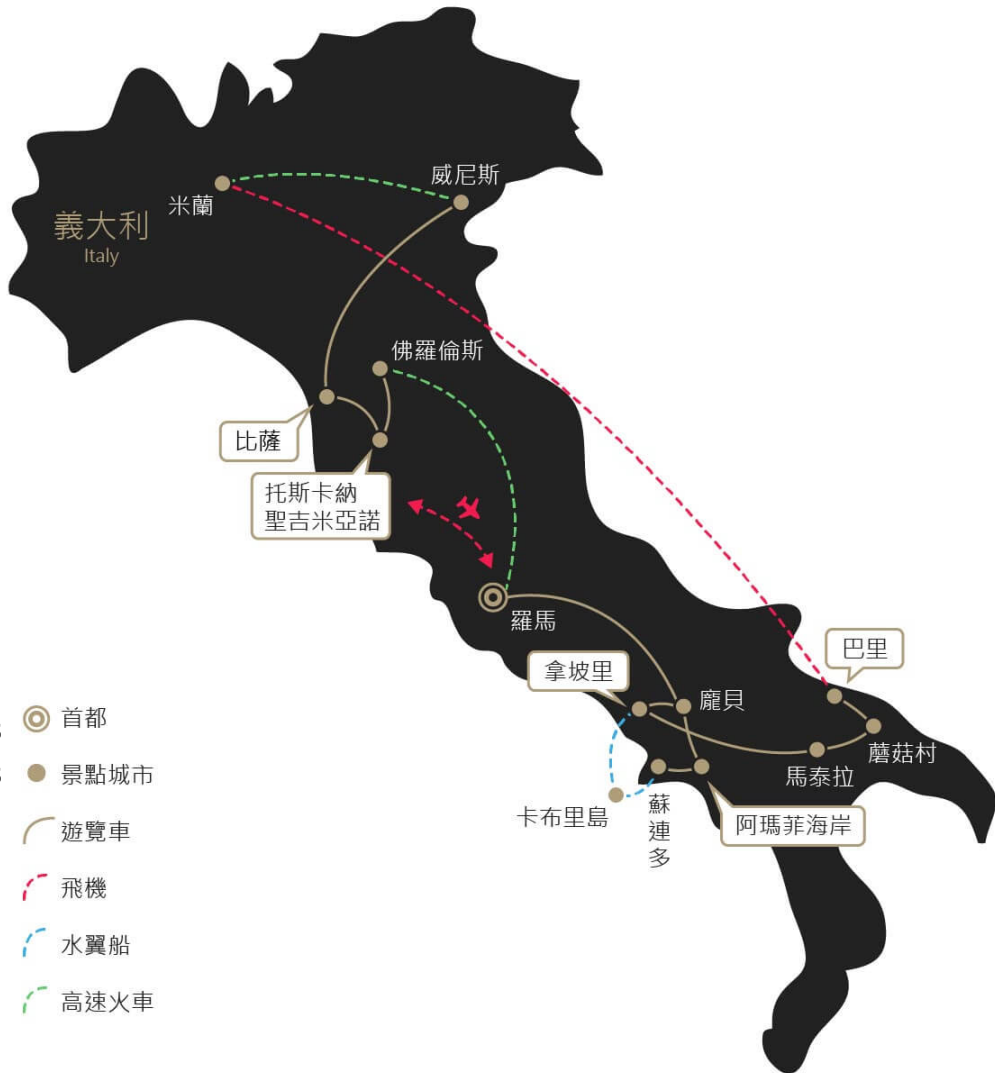 威尼斯
米蘭
義大利
Italy
佛羅倫斯
比薩
托斯卡納
聖吉米亞諾
羅馬
巴里
拿坡里
龐貝
蘑菇村
馬泰拉
卡布里島
蘇連多
阿瑪菲海岸
首都
景點城市
遊覽車
飛機
水翼船
高速火車